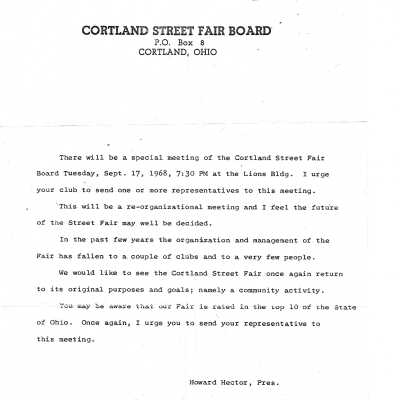 CORTLAND STREET FAIR BOARD
P.O. Box 8
CORTLAND, OHIO
There will be a special meeting of the Cortland Street Fair
Board Tuesday, Sept. 17, 1968, 7:30 PM at the Lions Bldg. I urge
your club to send one or more representatives to this meeting.
This will be a re-organizational meeting and I feel the future
of the Street Fair may well be decided.
In the past few years the organization and management of the
Fair has fallen to a couple of clubs and to a very few people.
We would like to see the Cortland Street Fair once again return
to its original purposes and goals; namely a community activity.
You may be aware that our Fair is rated in the top 10 of the State
of Ohio. Once again, I urge you to send your representative to
this meeting.
Howard Hector, Pres.